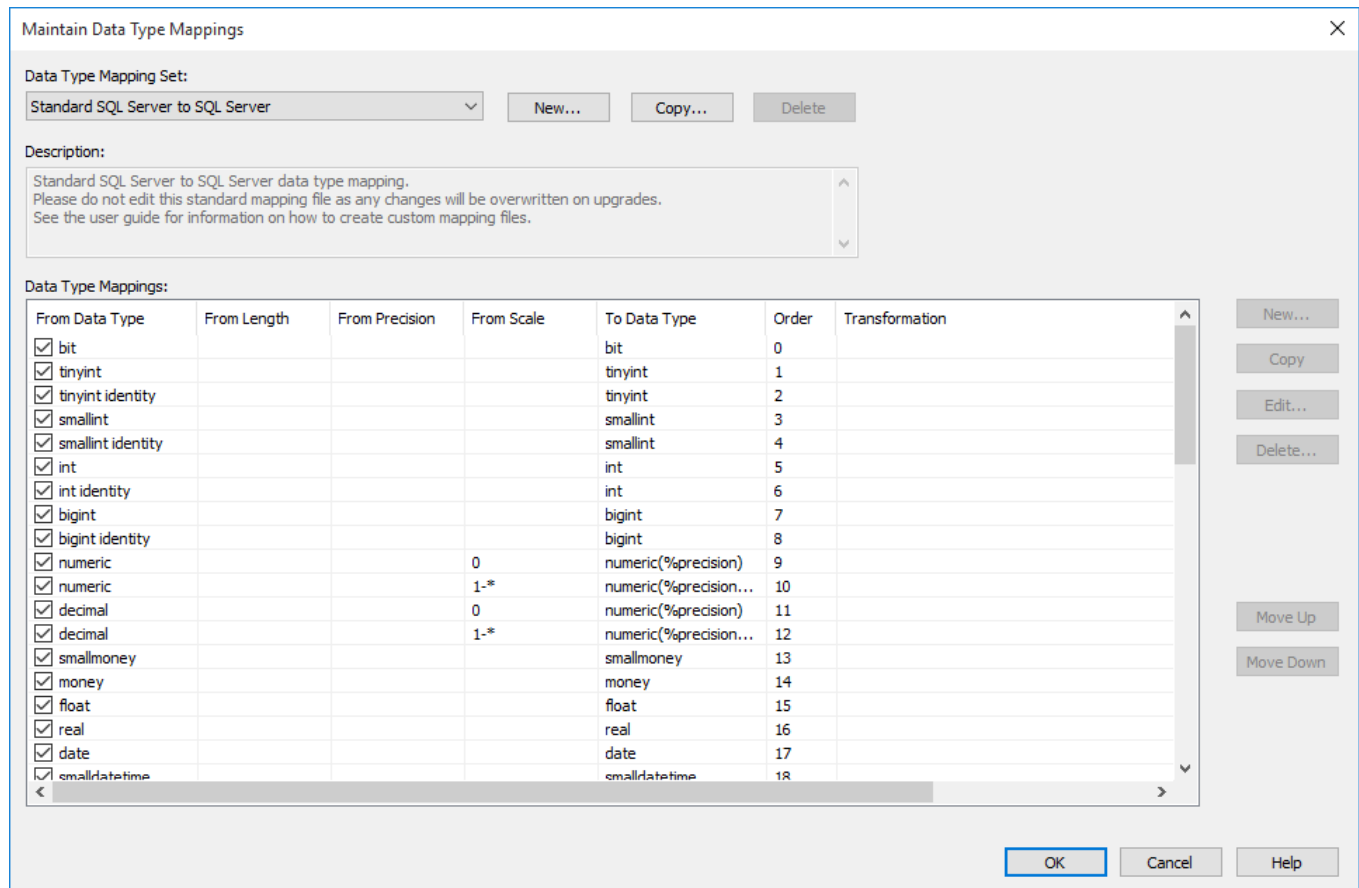 Maintain Data Type Mappings
Data Type Mapping Set:
Standard SQL Server to SQL Server New... Copy... Delete
Description:
Standard SQL Server to SQL Server data type mapping.
Please do not edit this standard mapping file as any changes will be overwritten on upgrades.
See the user guide for information on how to create custom mapping files.
Data Type Mappings:
From Data Type From Length From Precision From Scale To Data Type Order Transformation
bit bit 0
tinyint tinyint 1
tinyint identity tinyint 2
smallint smallint 3
smallint identity smallint 4
int int 5
int identity int 6
bigint bigint 7
bigint identity bigint 8
numeric 0 numeric(%precision) 9
numeric 1-* numeric(%precision... 10
decimal 0 numeric(%precision) 11
decimal 1-* numeric(%precision... 12
smallmoney smallmoney 13
money money 14
float float 15
real real 16
date date 17
smalldatetime smalldatetime 18
New...
Copy
Edit...
Delete...
Move Up
Move Down
OK Cancel Help